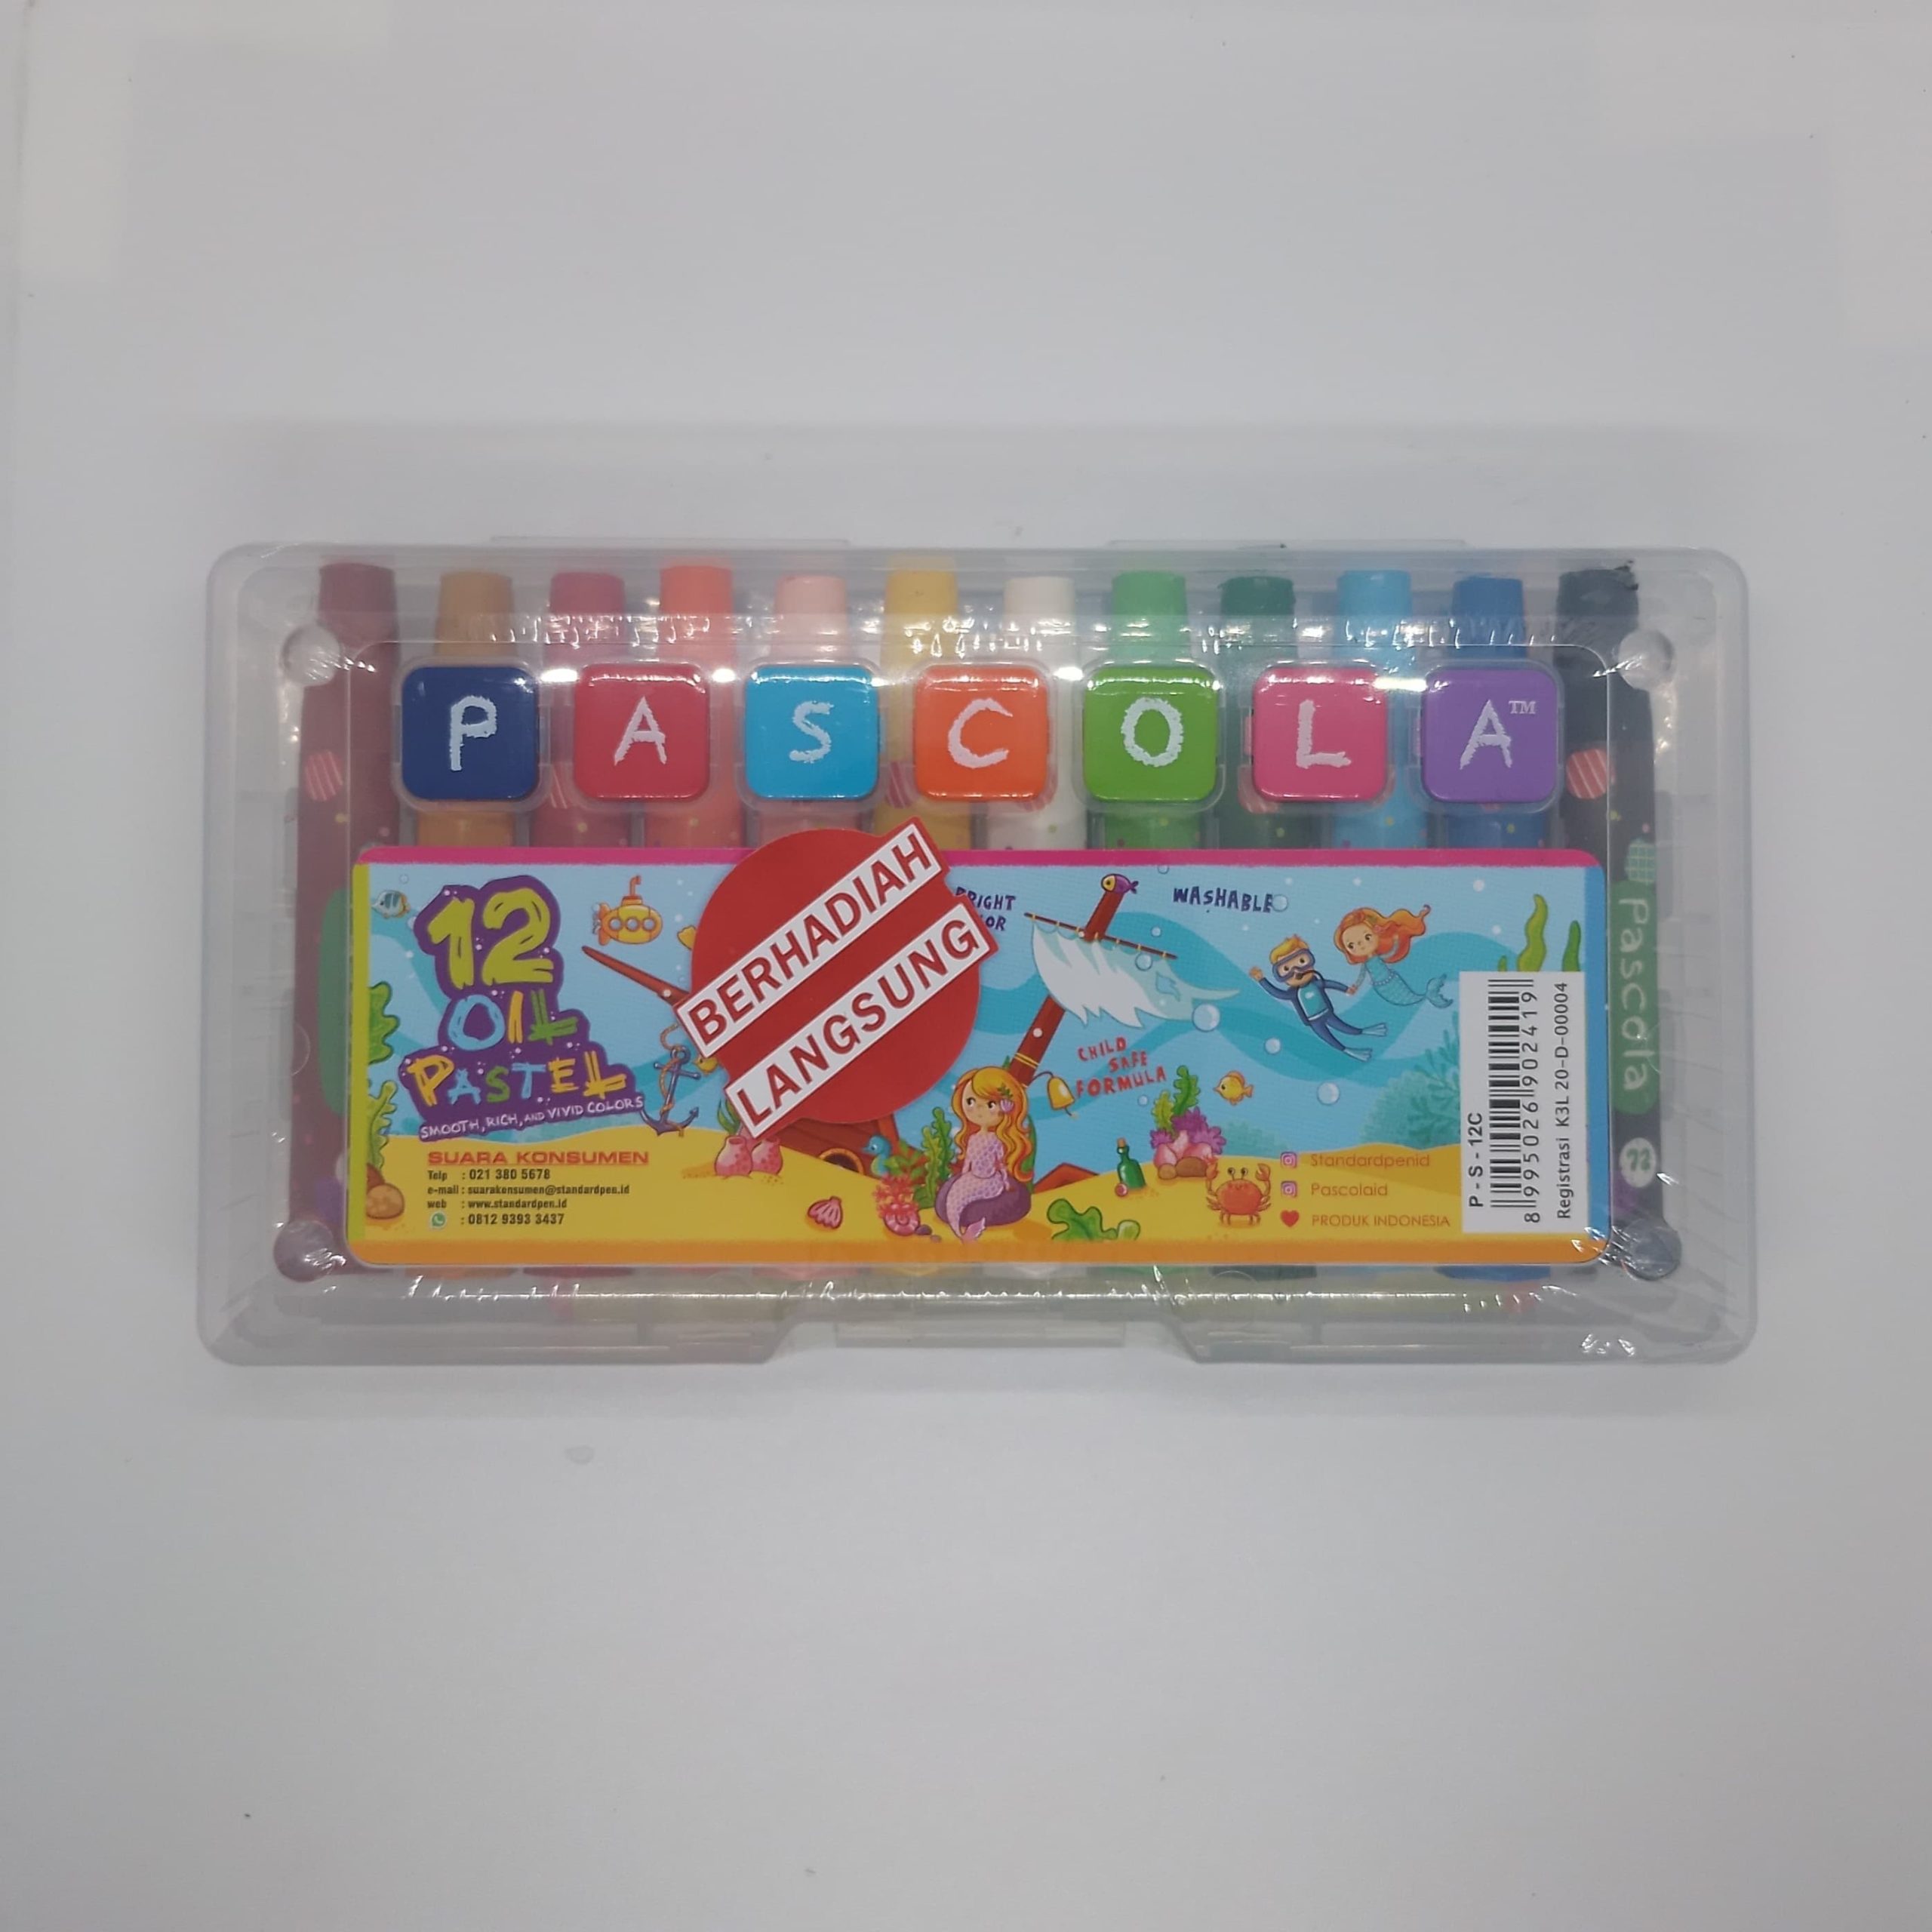 PASCOLA™
12
OIL
PASTEL
SMOOTH, RICH, AND VIVID COLORS
BERHADIAH
LANGSUNG
WASHABLE
CHILD
SAFE
FORMULA
SUARA KONSUMEN
Telp : 021 380 5678
e-mail : suarakonsumen@standardpen.id
web : www.standardpen.id
: 0812 9393 3437
Standardpenid
Pascolaid
PRODUK INDONESIA
P - S - 12C
8 995026 902419
Registrasi K3L 20-D-00004
Pascola